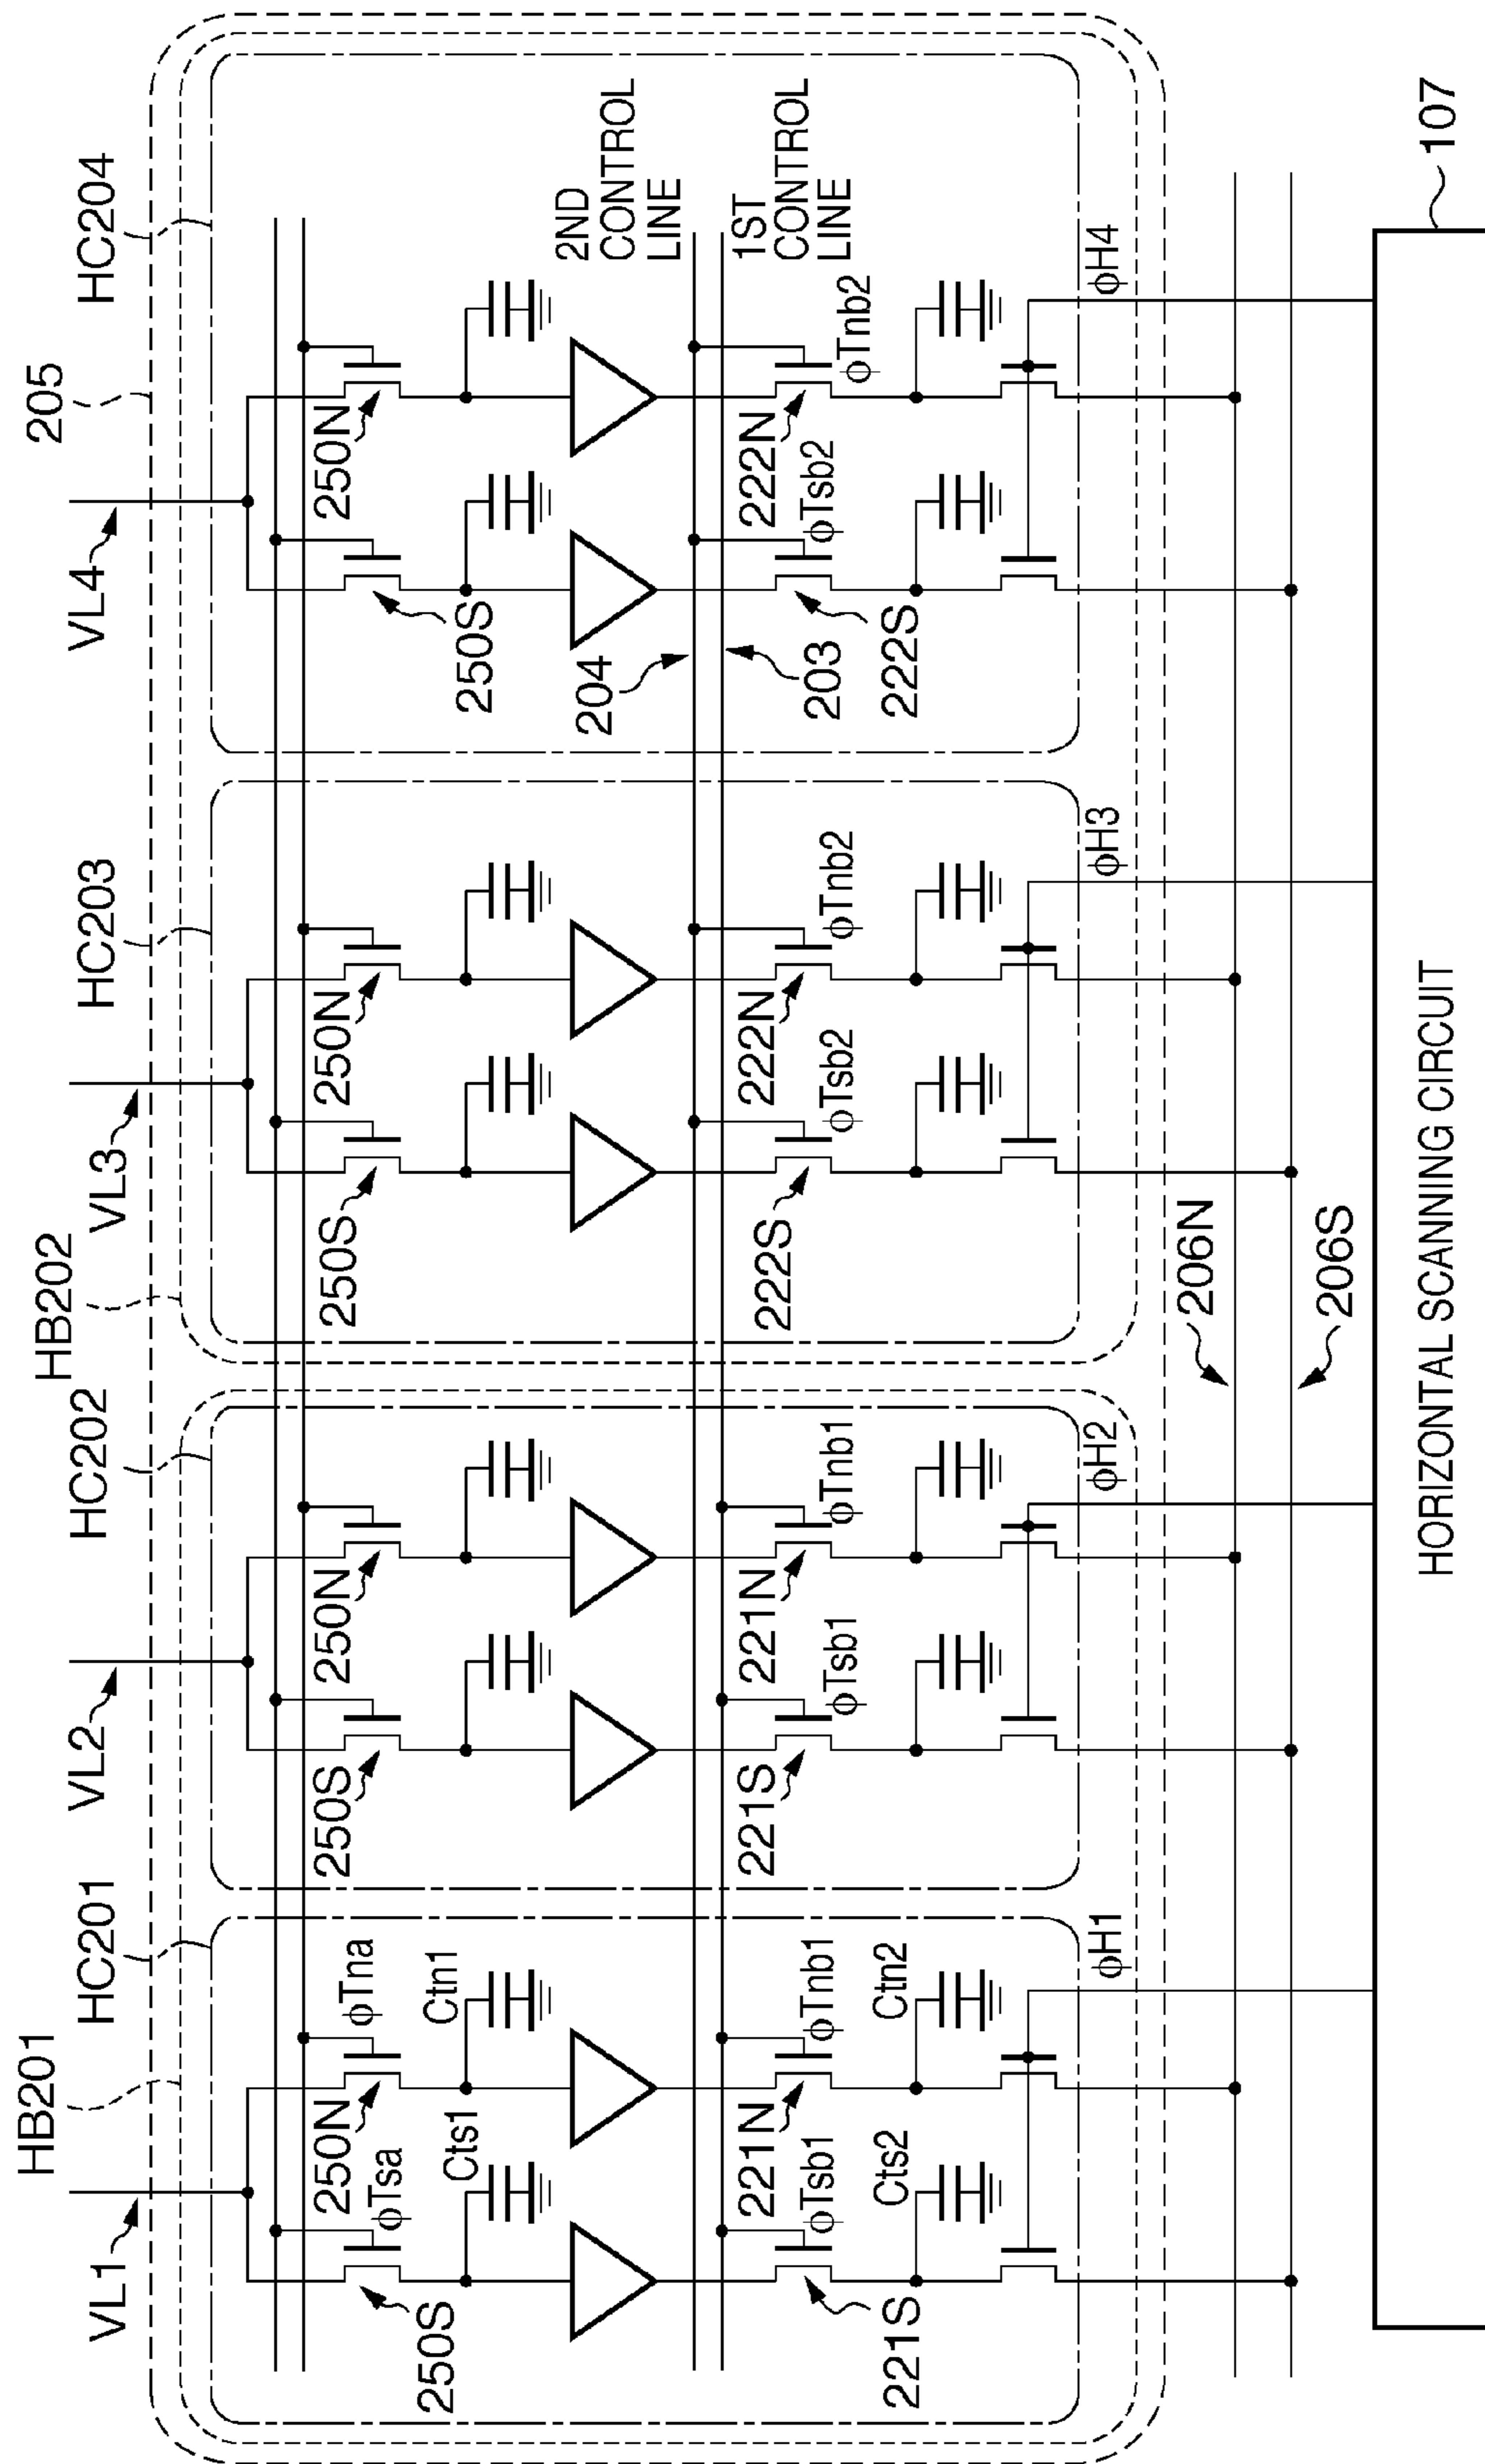 205
HB201
HC201
HC202
HB202
HC203
HC204
VL1
VL2
VL3
VL4
250S
ϕTsa
250N
ϕTna
250S
250N
250S
250N
250S
250N
Cts1
Ctn1
2ND
CONTROL
LINE
204
203
1ST
CONTROL
LINE
221S
ϕTsb1
221N
ϕTnb1
221S
ϕTsb1
221N
ϕTnb1
222S
ϕTsb2
222N
ϕTnb2
222S
ϕTsb2
222N
ϕTnb2
Cts2
Ctn2
ϕH1
ϕH2
ϕH3
ϕH4
206N
206S
HORIZONTAL SCANNING CIRCUIT
107